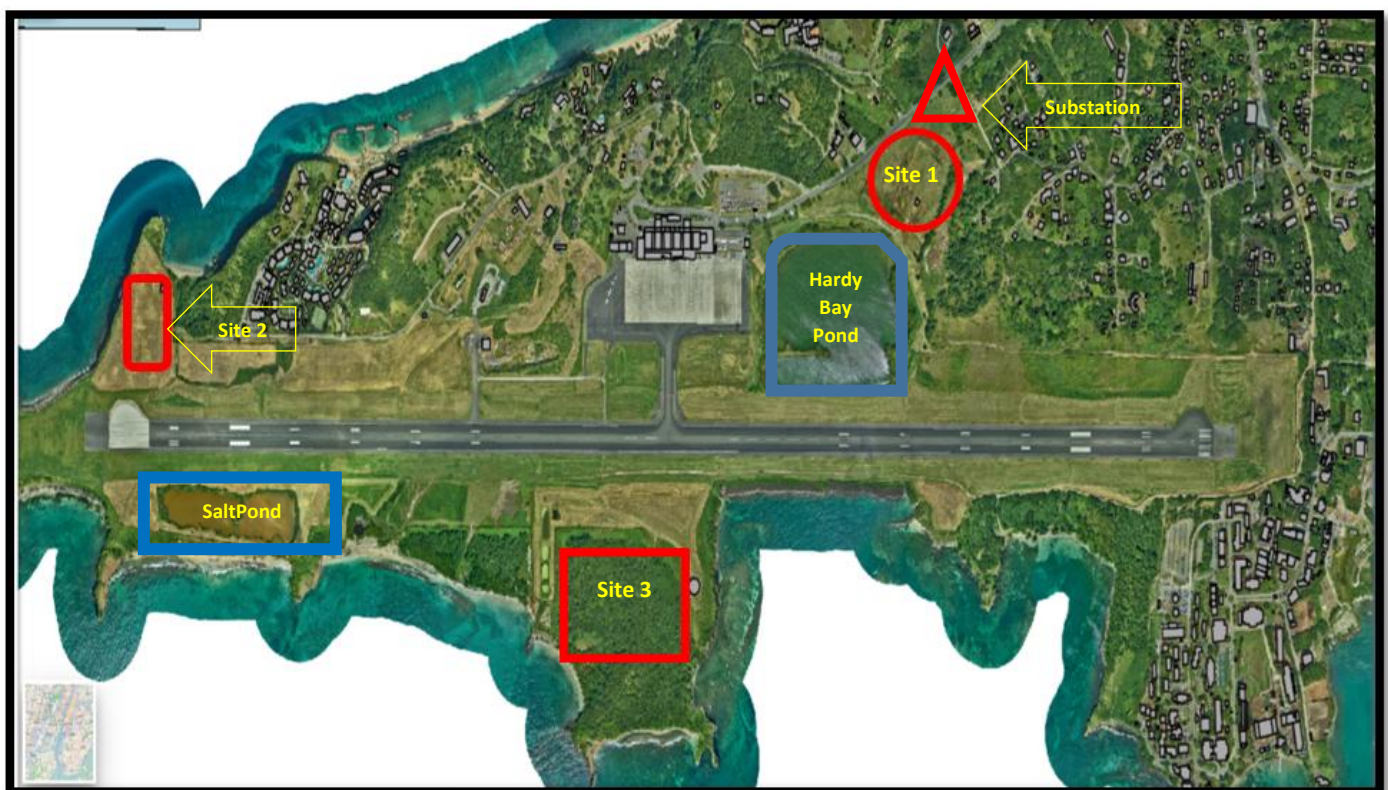 Substation
Site 1
Hardy
Bay
Pond
Site 2
SaltPond
Site 3